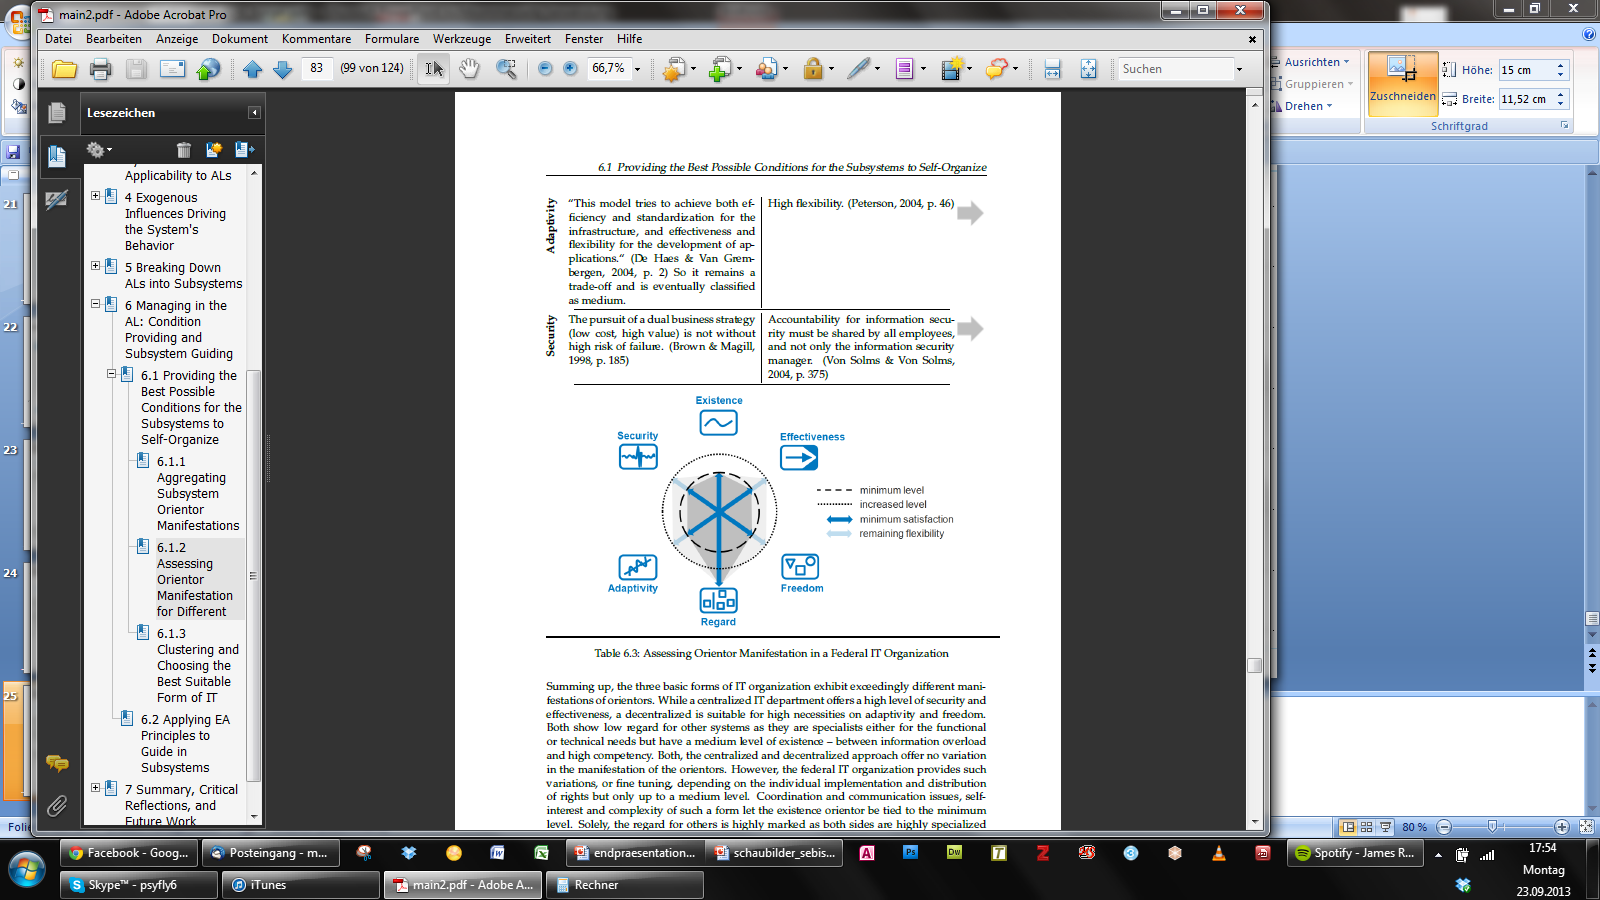 main2.pdf - Adobe Acrobat Pro
Datei Bearbeiten Anzeige Dokument Kommentare Formulare Werkzeuge Erweitert Fenster Hilfe
83 (99 von 124) 66,7% Suchen
Ausrichten
Gruppieren
Drehen
Zuschneiden
Höhe: 15 cm
Breite: 11,52 cm
Schriftgrad
Lesezeichen
Applicability to ALs
4 Exogenous
Influences Driving
the System's
Behavior
5 Breaking Down
ALs into Subsystems
6 Managing in the
AL: Condition
Providing and
Subsystem Guiding
6.1 Providing the
Best Possible
Conditions for the
Subsystems to
Self-Organize
6.1.1
Aggregating
Subsystem
Orientor
Manifestations
6.1.2
Assessing
Orientor
Manifestation
for Different
6.1.3
Clustering and
Choosing the
Best Suitable
Form of IT
6.2 Applying EA
Principles to
Guide in
Subsystems
7 Summary, Critical
Reflections, and
Future Work
21
22
23
24
25
6.1 Providing the Best Possible Conditions for the Subsystems to Self-Organize
Adaptivity
“This model tries to achieve both ef-
ficiency and standardization for the
infrastructure, and effectiveness and
flexibility for the development of ap-
plications.“ (De Haes & Van Grem-
bergen, 2004, p. 2) So it remains a
trade-off and is eventually classified
as medium.
High flexibility. (Peterson, 2004, p. 46)
Security
The pursuit of a dual business strategy
(low cost, high value) is not without
high risk of failure. (Brown & Magill,
1998, p. 185)
Accountability for information secu-
rity must be shared by all employees,
and not only the information security
manager. (Von Solms & Von Solms,
2004, p. 375)
Existence
Security
Effectiveness
minimum level
increased level
minimum satisfaction
remaining flexibility
Adaptivity
Freedom
Regard
Table 6.3: Assessing Orientor Manifestation in a Federal IT Organization
Summing up, the three basic forms of IT organization exhibit exceedingly different mani-
festations of orientors. While a centralized IT department offers a high level of security and
effectiveness, a decentralized is suitable for high necessities on adaptivity and freedom.
Both show low regard for other systems as they are specialists either for the functional
or technical needs but have a medium level of existence – between information overload
and high competency. Both, the centralized and decentralized approach offer no variation
in the manifestation of the orientors. However, the federal IT organization provides such
variations, or fine tuning, depending on the individual implementation and distribution
of rights but only up to a medium level. Coordination and communication issues, self-
interest and complexity of such a form let the existence orientor be tied to the minimum
level. Solely, the regard for others is highly marked as both sides are highly specialized
Folie
80 %
Facebook - Goog...
Posteingang - m...
endpraesentation...
schaubilder_sebis...
Spotify - James R...
Skype™ - psyfly6
iTunes
main2.pdf - Adobe A...
Rechner
17:54
Montag
23.09.2013